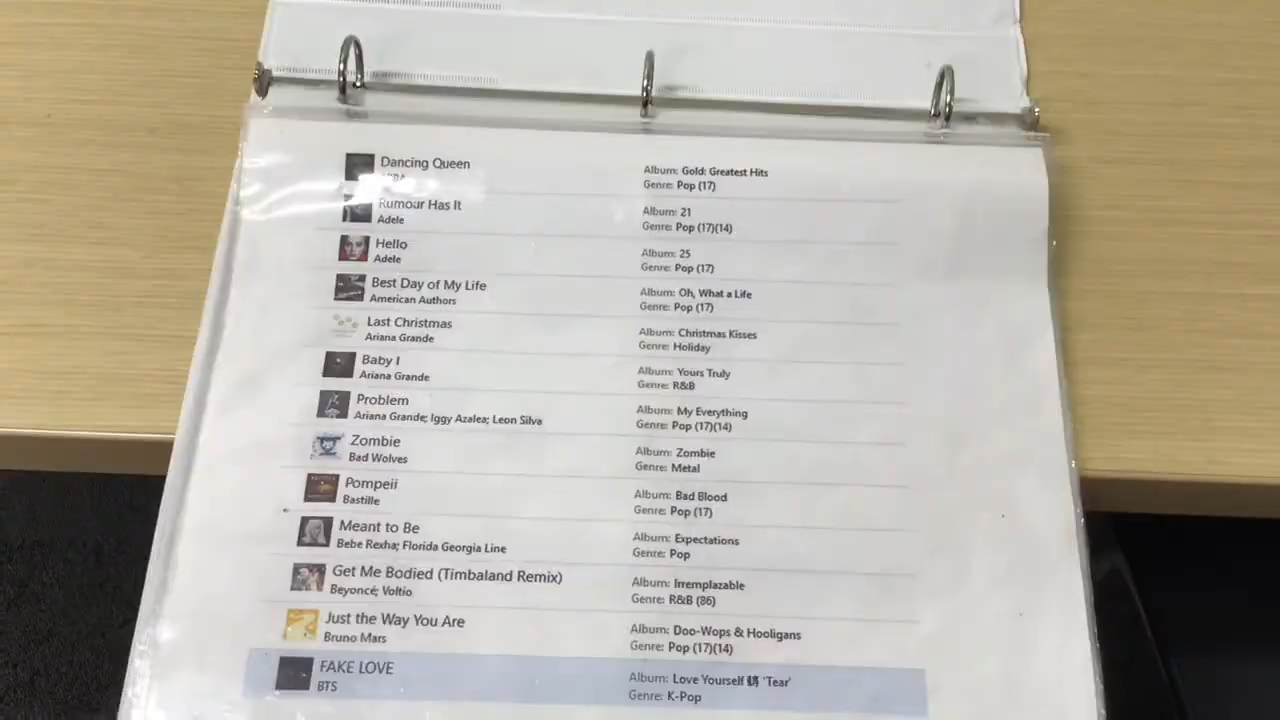 Dancing Queen
Album: Gold: Greatest Hits
Genre: Pop (17)
Rumour Has It
Adele
Album: 21
Genre: Pop (17)(14)
Hello
Adele
Album: 25
Genre: Pop (17)
Best Day of My Life
American Authors
Album: Oh, What a Life
Genre: Pop (17)
Last Christmas
Ariana Grande
Album: Christmas Kisses
Genre: Holiday
Baby I
Ariana Grande
Album: Yours Truly
Genre: R&B
Problem
Ariana Grande; Iggy Azalea; Leon Silva
Album: My Everything
Genre: Pop (17)(14)
Zombie
Bad Wolves
Album: Zombie
Genre: Metal
Pompeii
Bastille
Album: Bad Blood
Genre: Pop (17)
Meant to Be
Bebe Rexha; Florida Georgia Line
Album: Expectations
Genre: Pop
Get Me Bodied (Timbaland Remix)
Beyoncé; Voltio
Album: Irremplazable
Genre: R&B (86)
Just the Way You Are
Bruno Mars
Album: Doo-Wops & Hooligans
Genre: Pop (17)(14)
FAKE LOVE
BTS
Album: Love Yourself 轉 'Tear'
Genre: K-Pop